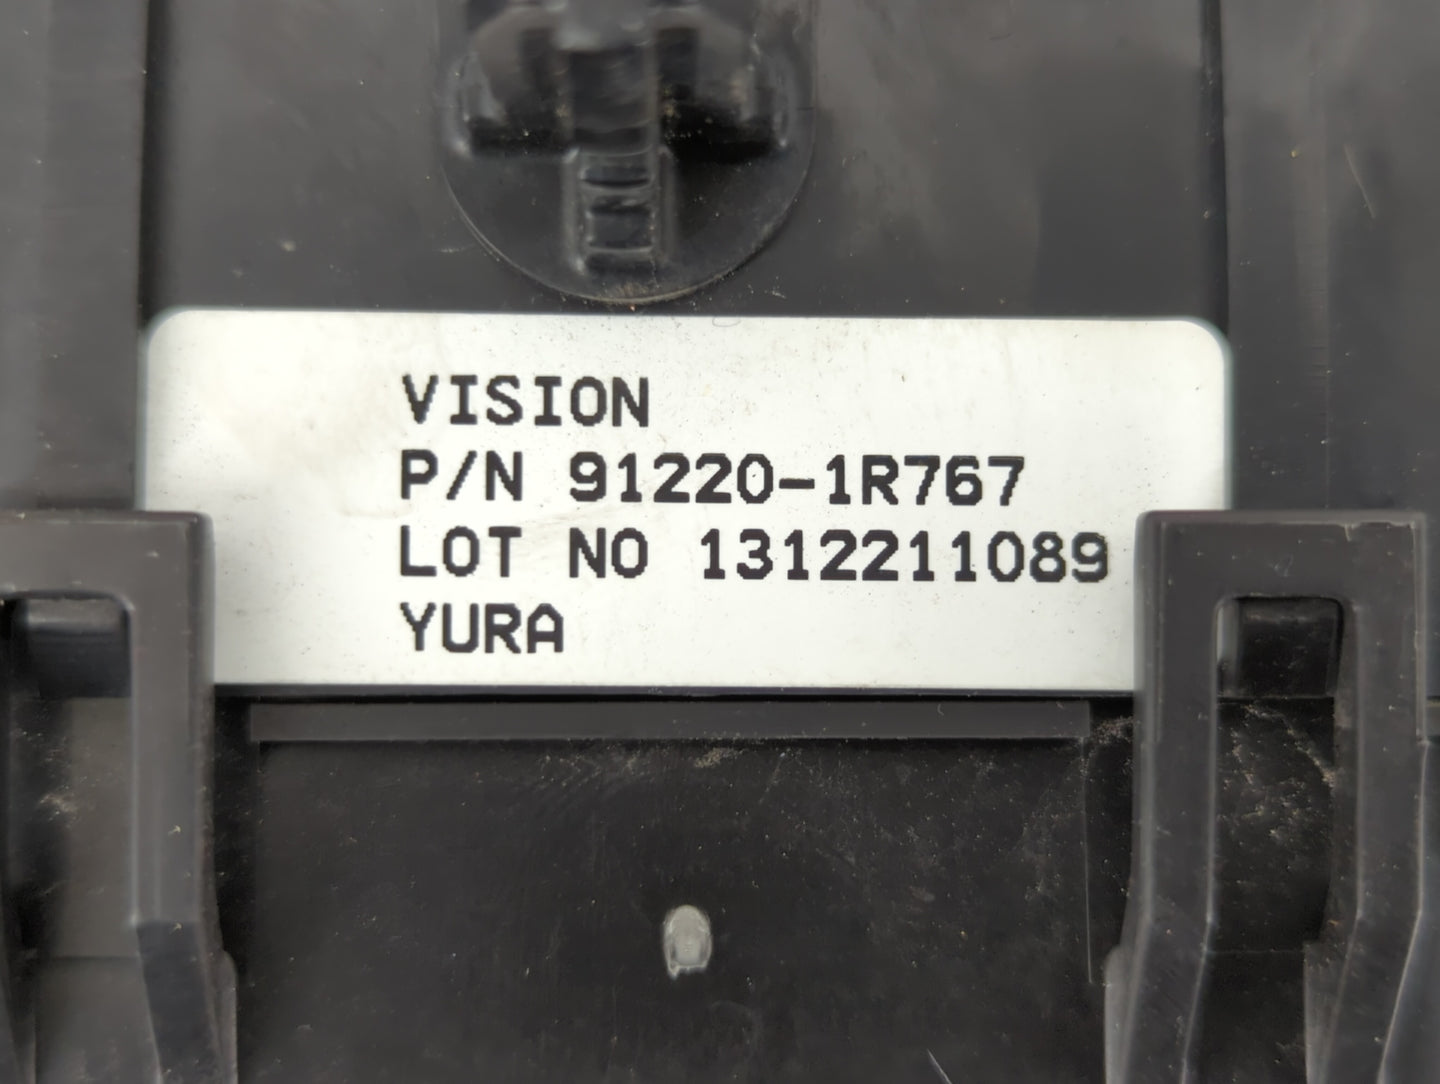 VISION
P/N 91220-1R767
LOT NO 1312211089
YURA